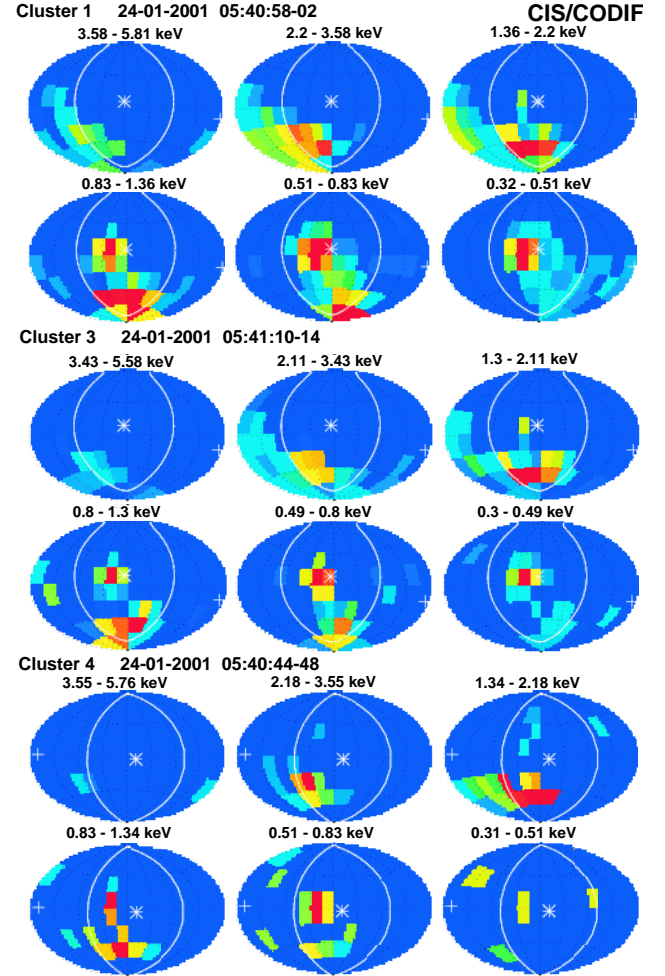 Cluster 1 24-01-2001 05:40:58-02 CIS/CODIF
3.58 - 5.81 keV 2.2 - 3.58 keV 1.36 - 2.2 keV
0.83 - 1.36 keV 0.51 - 0.83 keV 0.32 - 0.51 keV
Cluster 3 24-01-2001 05:41:10-14
3.43 - 5.58 keV 2.11 - 3.43 keV 1.3 - 2.11 keV
0.8 - 1.3 keV 0.49 - 0.8 keV 0.3 - 0.49 keV
Cluster 4 24-01-2001 05:40:44-48
3.55 - 5.76 keV 2.18 - 3.55 keV 1.34 - 2.18 keV
0.83 - 1.34 keV 0.51 - 0.83 keV 0.31 - 0.51 keV